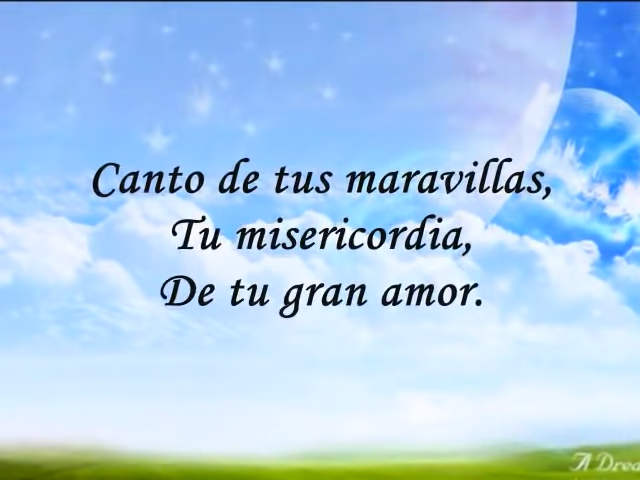 Canto de tus maravillas,
Tu misericordia,
De tu gran amor.
A